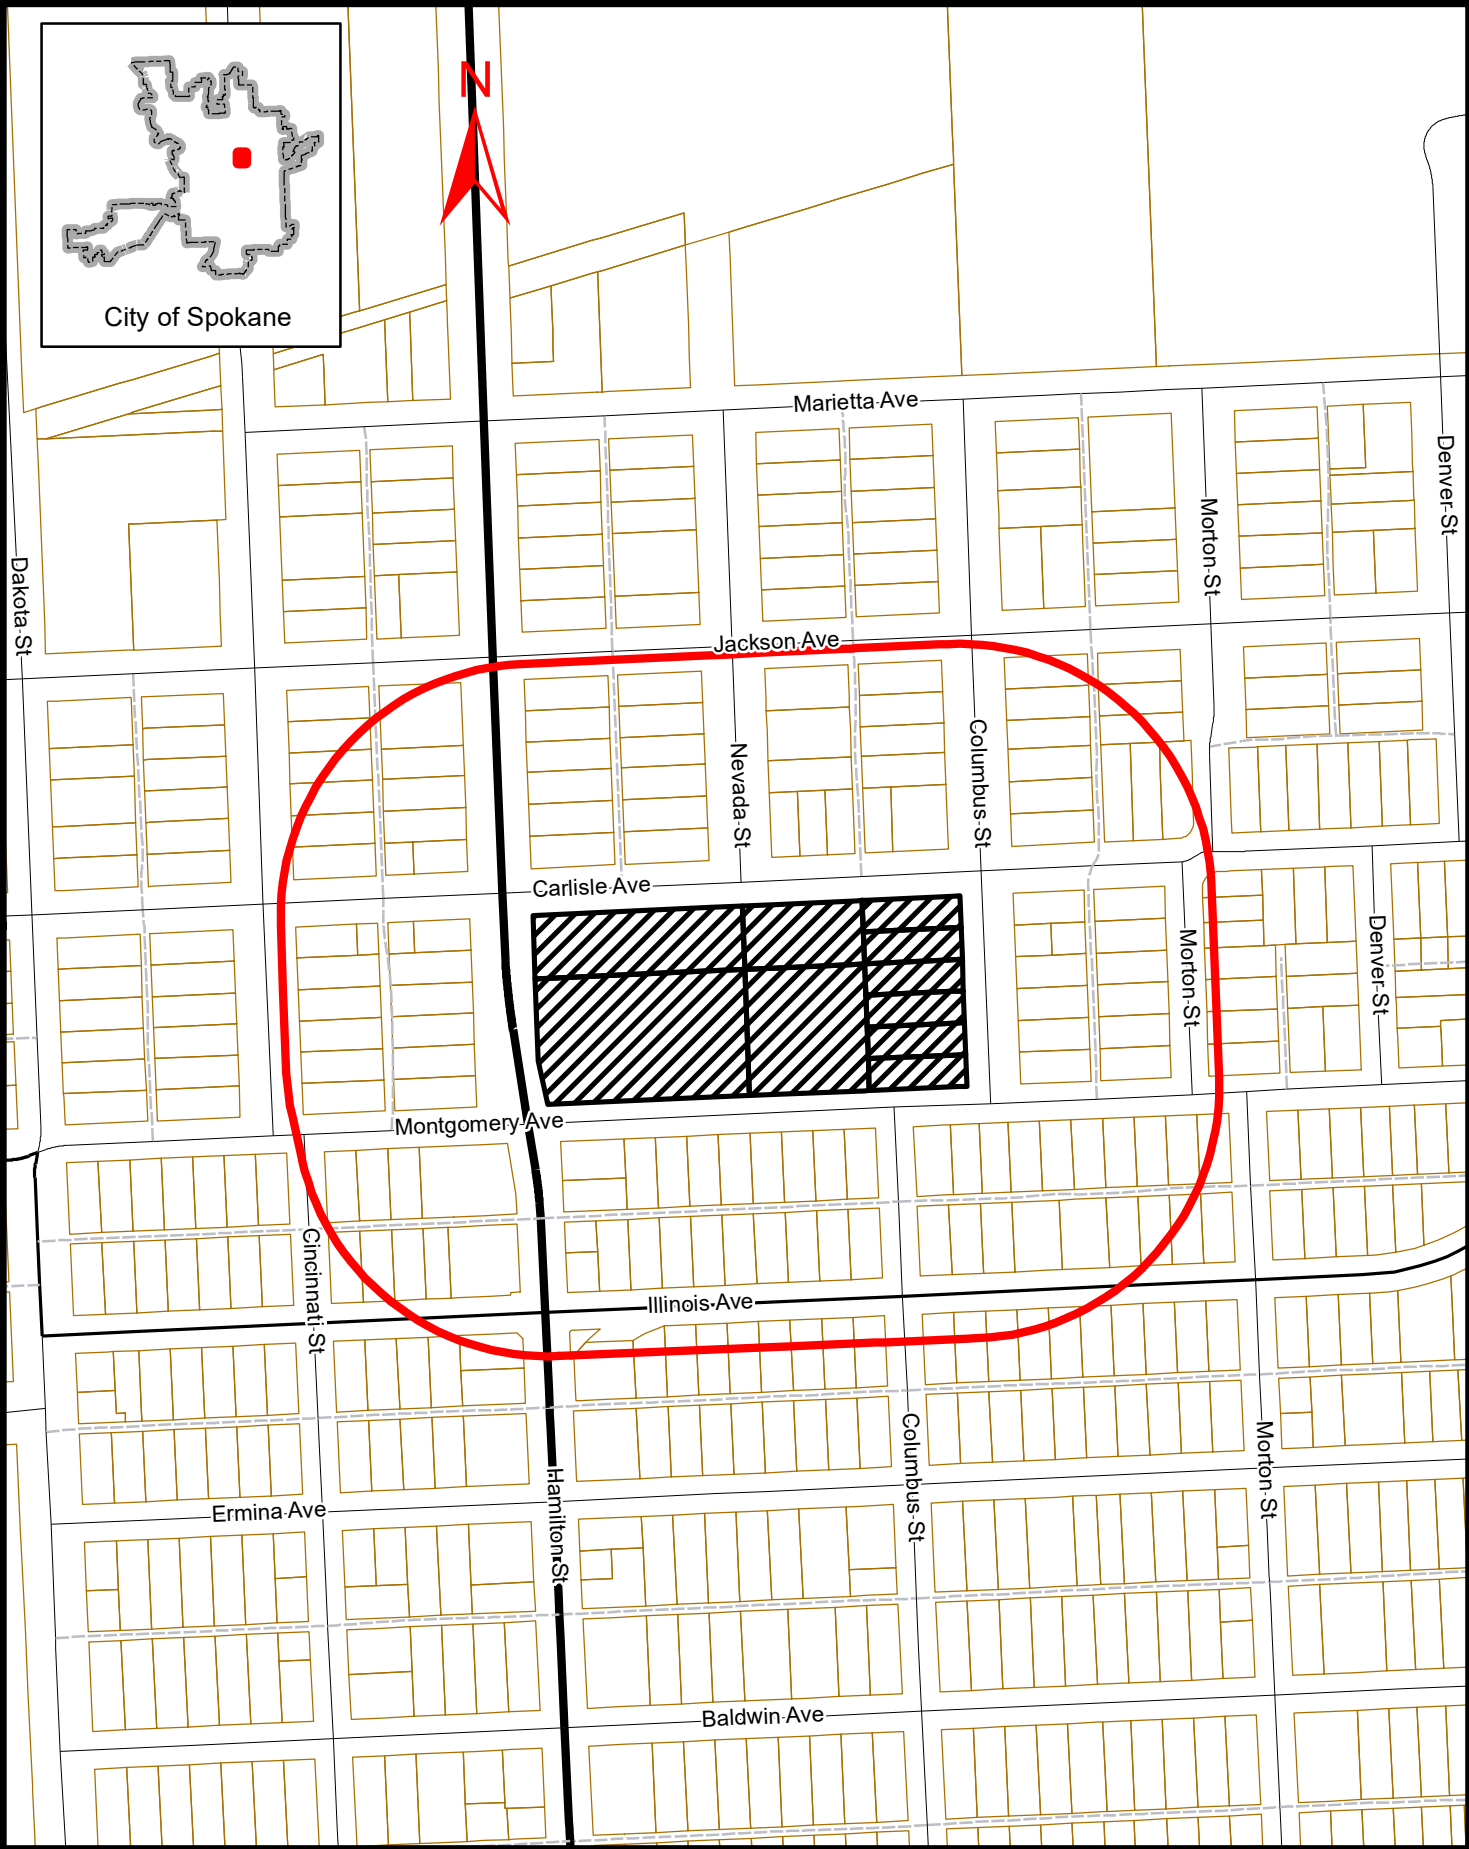 N
City of Spokane
Marietta Ave
Denver St
Morton St
Dakota St
Jackson Ave
Columbus St
Nevada St
Carlisle Ave
Denver St
Morton St
Montgomery Ave
Cincinnati St
Illinois Ave
Columbus St
Morton St
Hamilton St
Ermina Ave
Baldwin Ave